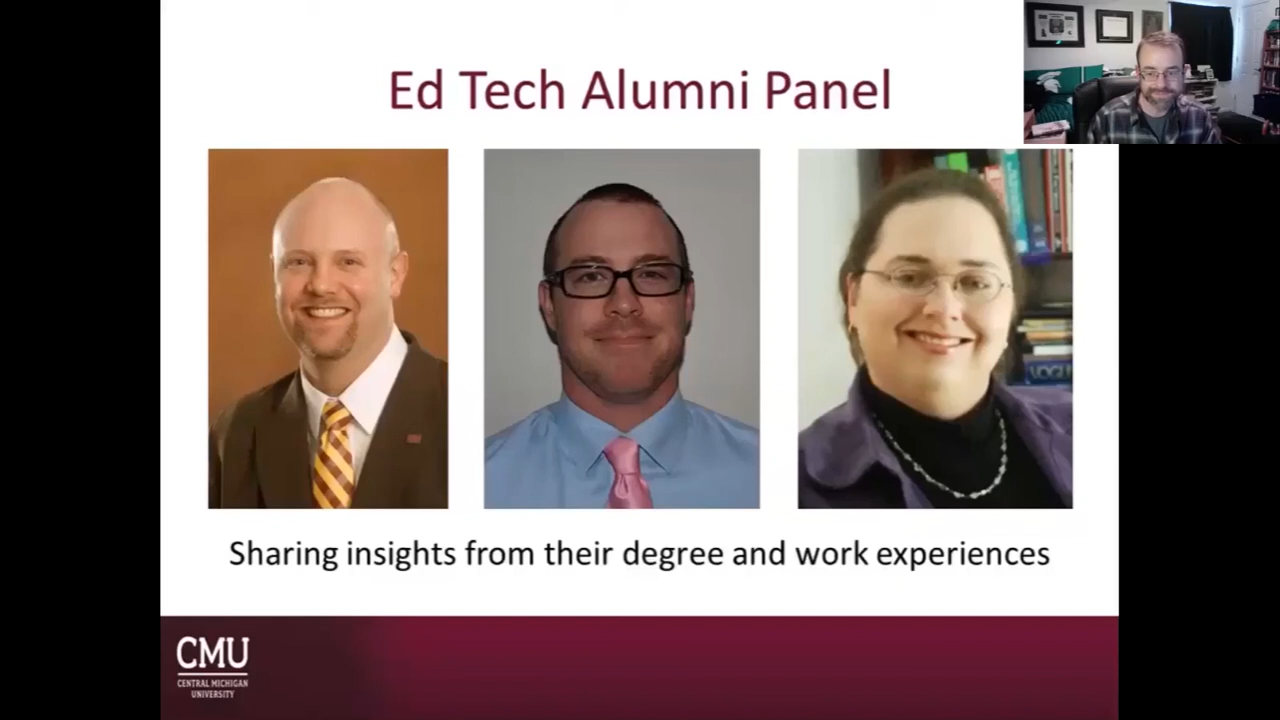 Ed Tech Alumni Panel
Sharing insights from their degree and work experiences
CMU
CENTRAL MICHIGAN
UNIVERSITY